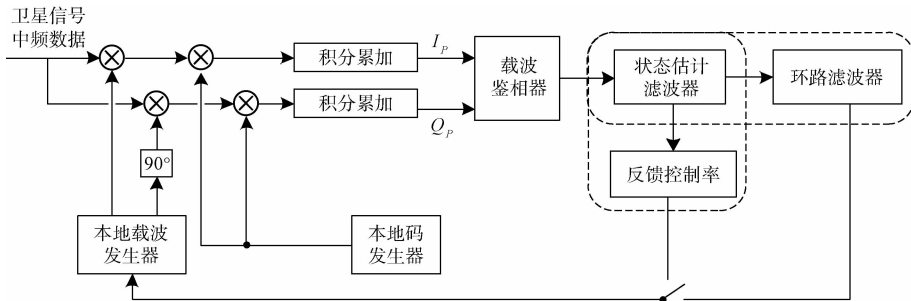 卫星信号
中频数据
积分累加
I_P
载波
鉴相器
状态估计
滤波器
环路滤波器
积分累加
Q_P
90°
反馈控制率
本地载波
发生器
本地码
发生器